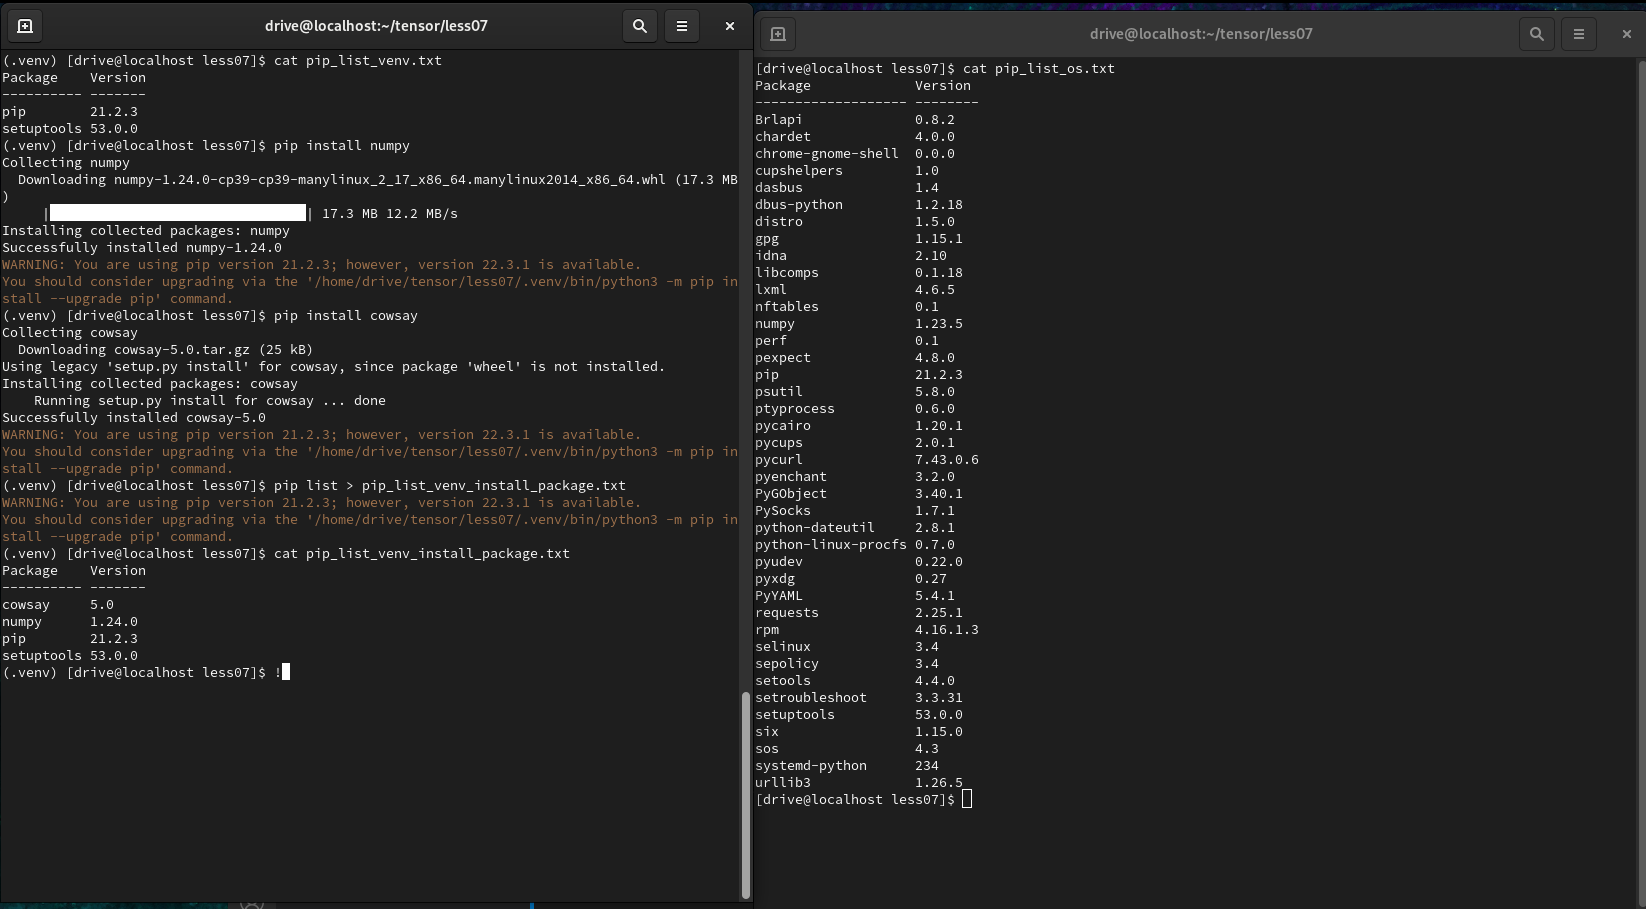 drive@localhost:~/tensor/less07
(.venv) [drive@localhost less07]$ cat pip_list_venv.txt
Package    Version
---------- -------
pip        21.2.3
setuptools 53.0.0
(.venv) [drive@localhost less07]$ pip install numpy
Collecting numpy
  Downloading numpy-1.24.0-cp39-cp39-manylinux_2_17_x86_64.manylinux2014_x86_64.whl (17.3 MB
)
     |                                | 17.3 MB 12.2 MB/s
Installing collected packages: numpy
Successfully installed numpy-1.24.0
WARNING: You are using pip version 21.2.3; however, version 22.3.1 is available.
You should consider upgrading via the '/home/drive/tensor/less07/.venv/bin/python3 -m pip in
stall --upgrade pip' command.
(.venv) [drive@localhost less07]$ pip install cowsay
Collecting cowsay
  Downloading cowsay-5.0.tar.gz (25 kB)
Using legacy 'setup.py install' for cowsay, since package 'wheel' is not installed.
Installing collected packages: cowsay
    Running setup.py install for cowsay ... done
Successfully installed cowsay-5.0
WARNING: You are using pip version 21.2.3; however, version 22.3.1 is available.
You should consider upgrading via the '/home/drive/tensor/less07/.venv/bin/python3 -m pip in
stall --upgrade pip' command.
(.venv) [drive@localhost less07]$ pip list > pip_list_venv_install_package.txt
WARNING: You are using pip version 21.2.3; however, version 22.3.1 is available.
You should consider upgrading via the '/home/drive/tensor/less07/.venv/bin/python3 -m pip in
stall --upgrade pip' command.
(.venv) [drive@localhost less07]$ cat pip_list_venv_install_package.txt
Package    Version
---------- -------
cowsay     5.0
numpy      1.24.0
pip        21.2.3
setuptools 53.0.0
(.venv) [drive@localhost less07]$ !
drive@localhost:~/tensor/less07
[drive@localhost less07]$ cat pip_list_os.txt
Package             Version
------------------- --------
Brlapi              0.8.2
chardet             4.0.0
chrome-gnome-shell  0.0.0
cupshelpers         1.0
dasbus              1.4
dbus-python         1.2.18
distro              1.5.0
gpg                 1.15.1
idna                2.10
libcomps            0.1.18
lxml                4.6.5
nftables            0.1
numpy               1.23.5
perf                0.1
pexpect             4.8.0
pip                 21.2.3
psutil              5.8.0
ptyprocess          0.6.0
pycairo             1.20.1
pycups              2.0.1
pycurl              7.43.0.6
pyenchant           3.2.0
PyGObject           3.40.1
PySocks             1.7.1
python-dateutil     2.8.1
python-linux-procfs 0.7.0
pyudev              0.22.0
pyxdg               0.27
PyYAML              5.4.1
requests            2.25.1
rpm                 4.16.1.3
selinux             3.4
sepolicy            3.4
setools             4.4.0
setroubleshoot      3.3.31
setuptools          53.0.0
six                 1.15.0
sos                 4.3
systemd-python      234
urllib3             1.26.5
[drive@localhost less07]$